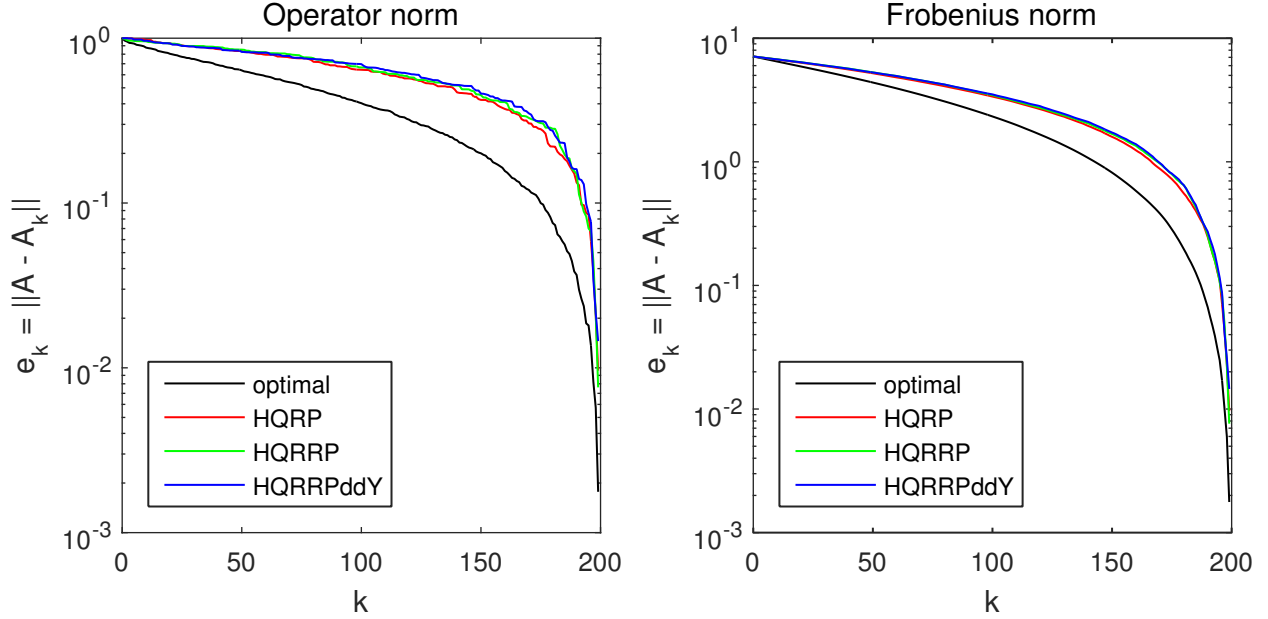 Operator norm
10^0
10^-1
10^-2
10^-3
0 50 100 150 200
k
e_k = ||A - A_k||
optimal
HQRP
HQRRP
HQRRPddY
Frobenius norm
10^1
10^0
10^-1
10^-2
10^-3
0 50 100 150 200
k
e_k = ||A - A_k||
optimal
HQRP
HQRRP
HQRRPddY